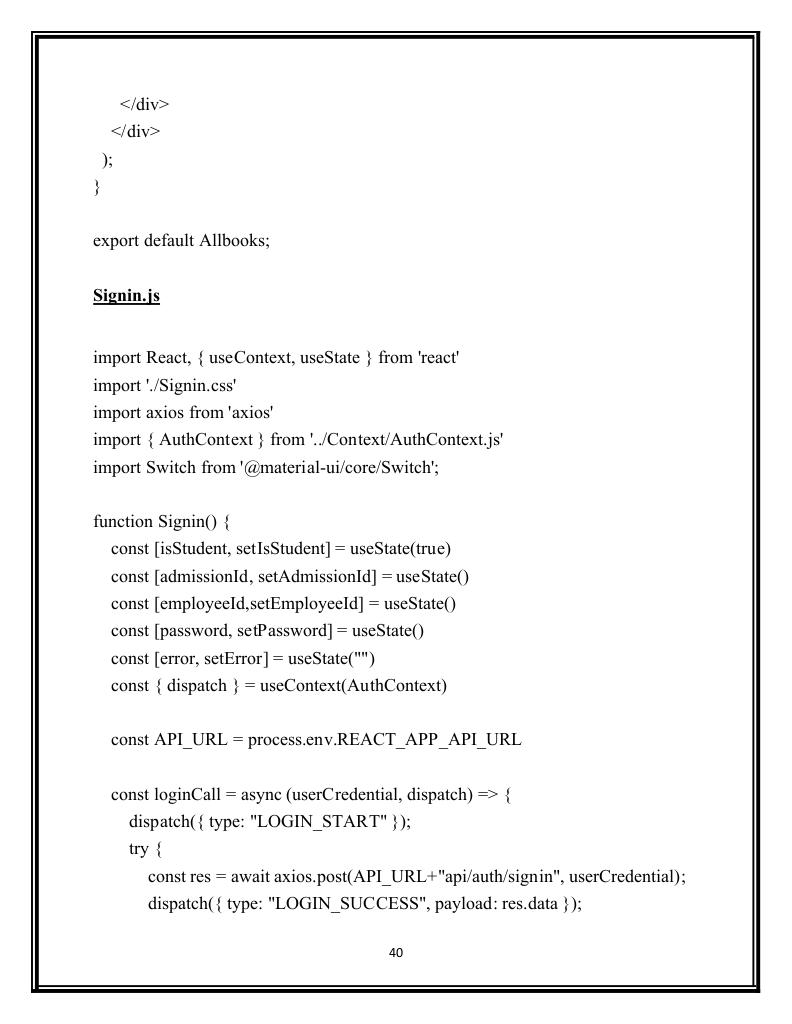 </div>
</div>
);
}
export default Allbooks;
Signin.js
import React, { useContext, useState } from 'react'
import './Signin.css'
import axios from 'axios'
import { AuthContext } from '../Context/AuthContext.js'
import Switch from '@material-ui/core/Switch';
function Signin() {
const [isStudent, setIsStudent] = useState(true)
const [admissionId, setAdmissionId] = useState()
const [employeeId,setEmployeeId] = useState()
const [password, setPassword] = useState()
const [error, setError] = useState("")
const { dispatch } = useContext(AuthContext)
const API_URL = process.env.REACT_APP_API_URL
const loginCall = async (userCredential, dispatch) => {
dispatch({ type: "LOGIN_START" });
try {
const res = await axios.post(API_URL+"api/auth/signin", userCredential);
dispatch({ type: "LOGIN_SUCCESS", payload: res.data });
40